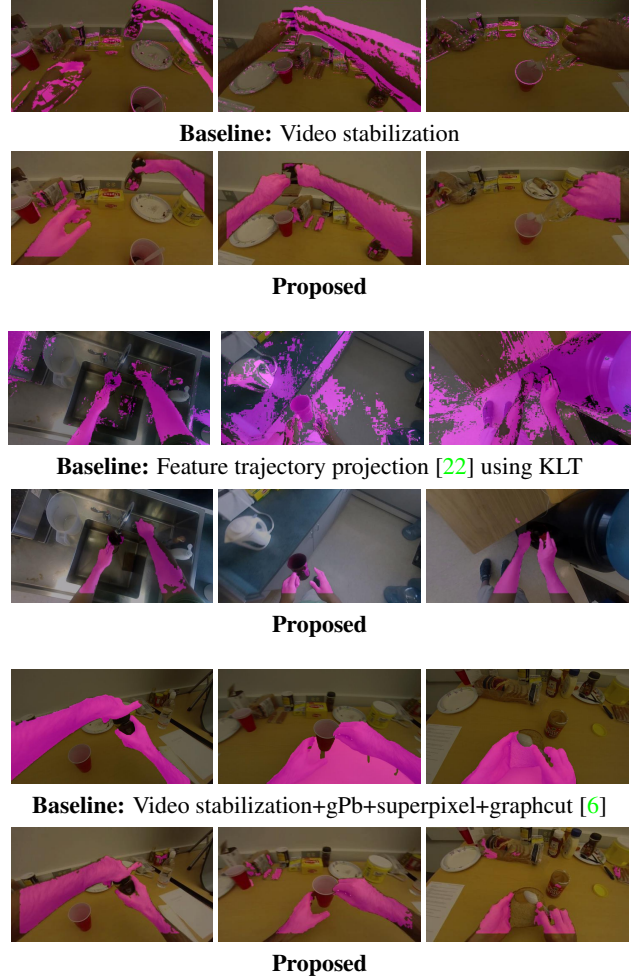 Baseline: Video stabilization
Proposed
Baseline: Feature trajectory projection [22] using KLT
Proposed
Baseline: Video stabilization+gPb+superpixel+graphcut [6]
Proposed